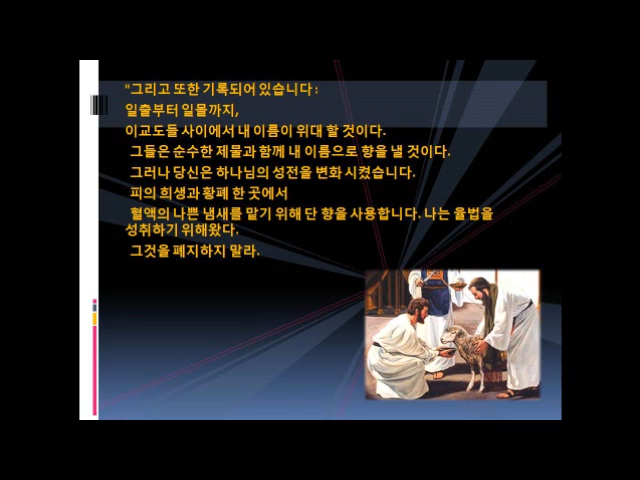 "그리고 또한 기록되어 있습니다 :
일출부터 일몰까지,
이교도들 사이에서 내 이름이 위대 할 것이다.
그들은 순수한 제물과 함께 내 이름으로 향을 낼 것이다.
그러나 당신은 하나님의 성전을 변화 시켰습니다.
피의 희생과 황폐 한 곳에서
혈액의 나쁜 냄새를 맡기 위해 단 향을 사용합니다. 나는 율법을
성취하기 위해왔다.
그것을 폐지하지 말라.